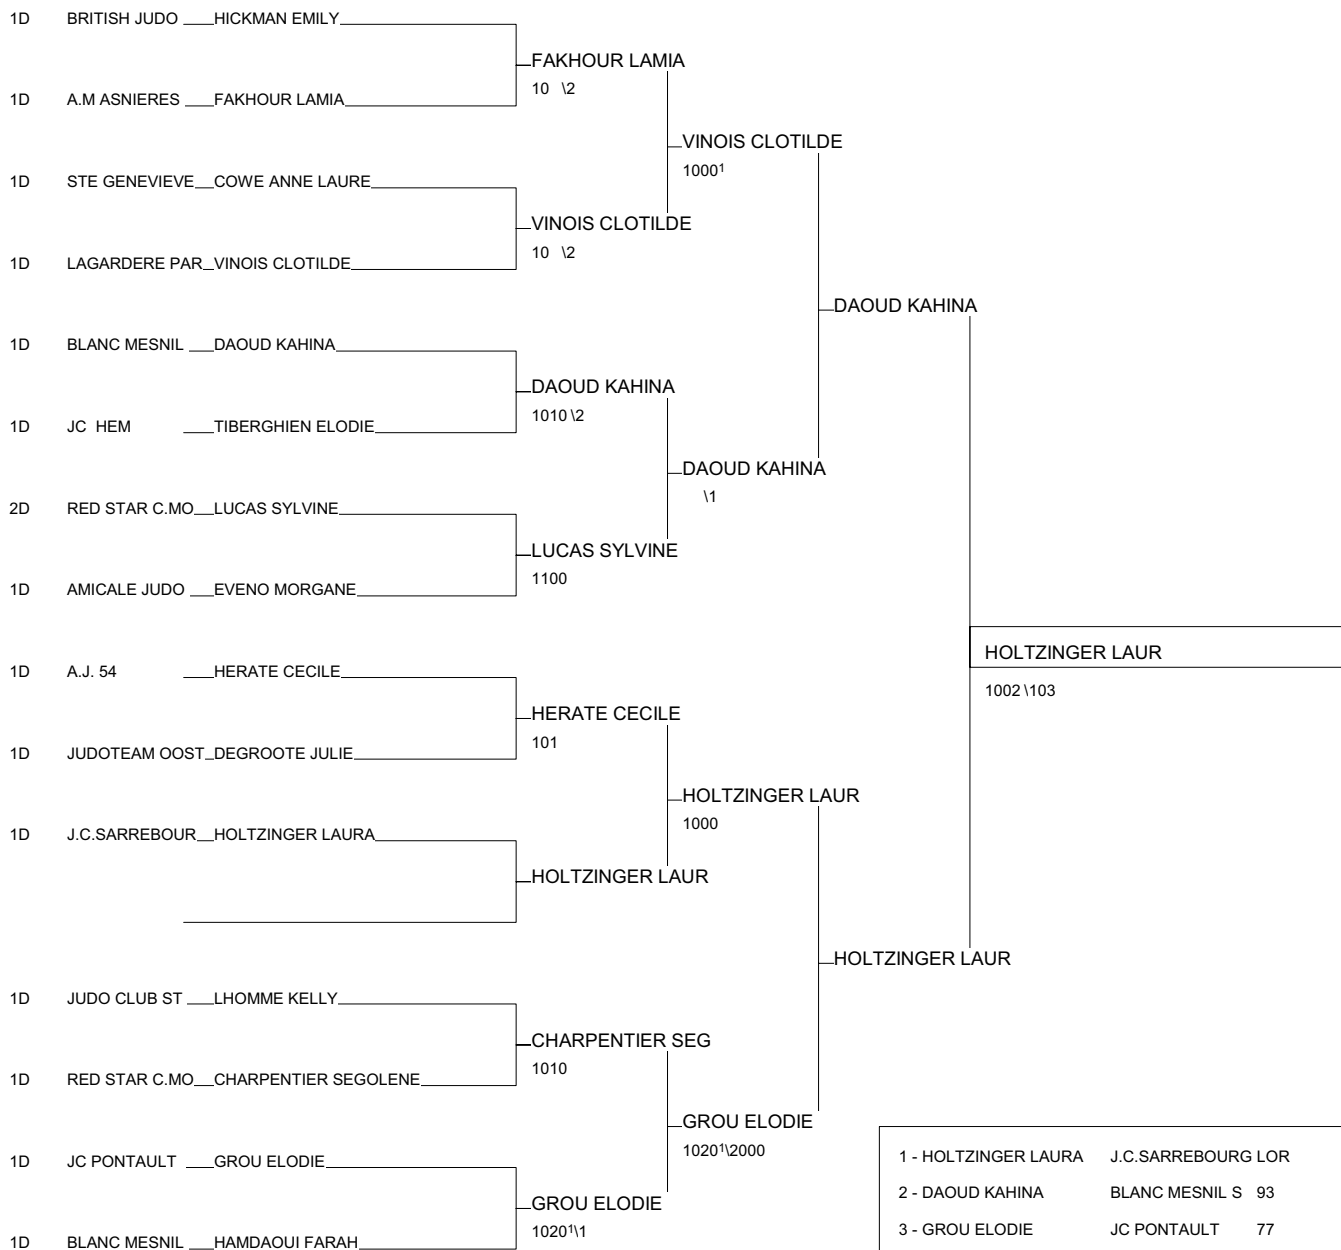 1D BRITISH JUDO HICKMAN EMILY
FAKHOUR LAMIA
10 \2
1D A.M ASNIERES FAKHOUR LAMIA
VINOIS CLOTILDE
1000¹
1D STE GENEVIEVE COWE ANNE LAURE
VINOIS CLOTILDE
10 \2
1D LAGARDERE PAR VINOIS CLOTILDE
DAOUD KAHINA
1D BLANC MESNIL DAOUD KAHINA
DAOUD KAHINA
1010 \2
1D JC HEM TIBERGHIEN ELODIE
DAOUD KAHINA
\1
2D RED STAR C.MO LUCAS SYLVINE
LUCAS SYLVINE
1100
1D AMICALE JUDO EVENO MORGANE
HOLTZINGER LAUR
1002 \103
1D A.J. 54 HERATE CECILE
HERATE CECILE
101
1D JUDOTEAM OOST DEGROOTE JULIE
HOLTZINGER LAUR
1000
1D J.C.SARREBOUR HOLTZINGER LAURA
HOLTZINGER LAUR
HOLTZINGER LAUR
1D JUDO CLUB ST LHOMME KELLY
CHARPENTIER SEG
1010
1D RED STAR C.MO CHARPENTIER SEGOLENE
GROU ELODIE
1020¹\2000
1D JC PONTAULT GROU ELODIE
GROU ELODIE
1020¹\1
1D BLANC MESNIL HAMDAOUI FARAH
1 - HOLTZINGER LAURA J.C.SARREBOURG LOR
2 - DAOUD KAHINA BLANC MESNIL S 93
3 - GROU ELODIE JC PONTAULT 77